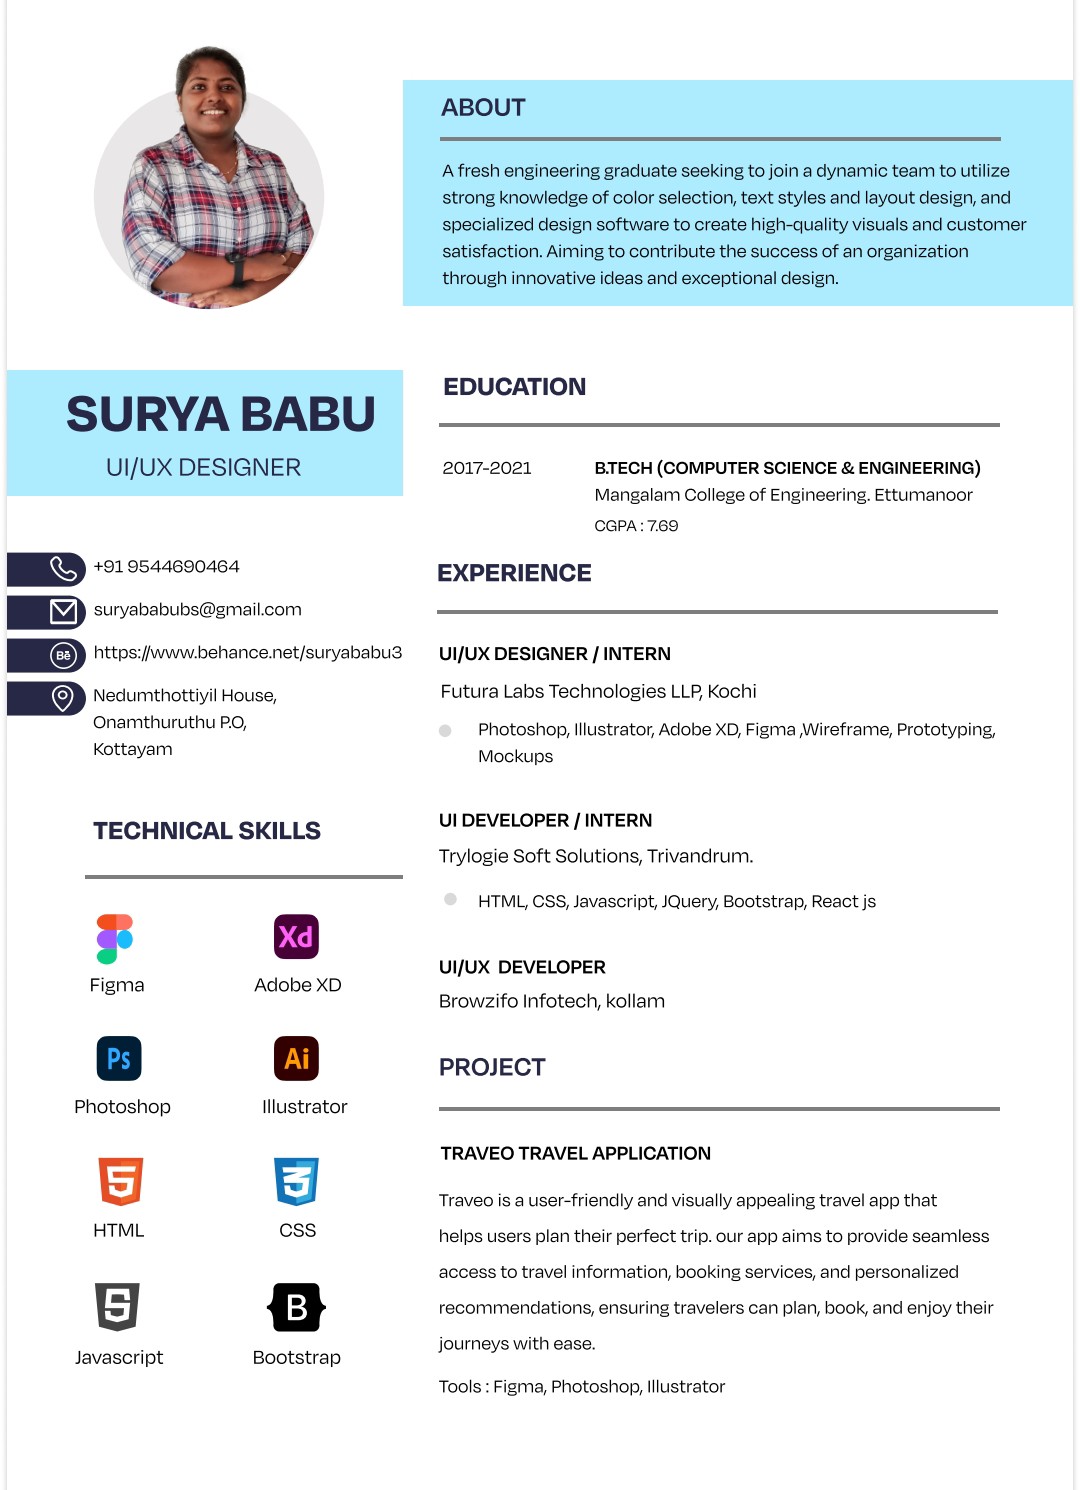 ABOUT
A fresh engineering graduate seeking to join a dynamic team to utilize
strong knowledge of color selection, text styles and layout design, and
specialized design software to create high-quality visuals and customer
satisfaction. Aiming to contribute the success of an organization
through innovative ideas and exceptional design.
SURYA BABU
UI/UX DESIGNER
+91 9544690464
suryababubs@gmail.com
Bē
https://www.behance.net/suryababu3
Nedumthottiyil House,
Onamthuruthu P.O,
Kottayam
TECHNICAL SKILLS
Xd
Figma
Adobe XD
Ps
Ai
Photoshop
Illustrator
5
3
HTML
CSS
5
B
Javascript
Bootstrap
EDUCATION
2017-2021
B.TECH (COMPUTER SCIENCE & ENGINEERING)
Mangalam College of Engineering. Ettumanoor
CGPA : 7.69
EXPERIENCE
UI/UX DESIGNER / INTERN
Futura Labs Technologies LLP, Kochi
Photoshop, Illustrator, Adobe XD, Figma ,Wireframe, Prototyping,
Mockups
UI DEVELOPER / INTERN
Trylogie Soft Solutions, Trivandrum.
HTML, CSS, Javascript, JQuery, Bootstrap, React js
UI/UX  DEVELOPER
Browzifo Infotech, kollam
PROJECT
TRAVEO TRAVEL APPLICATION
Traveo is a user-friendly and visually appealing travel app that
helps users plan their perfect trip. our app aims to provide seamless
access to travel information, booking services, and personalized
recommendations, ensuring travelers can plan, book, and enjoy their
journeys with ease.
Tools : Figma, Photoshop, Illustrator